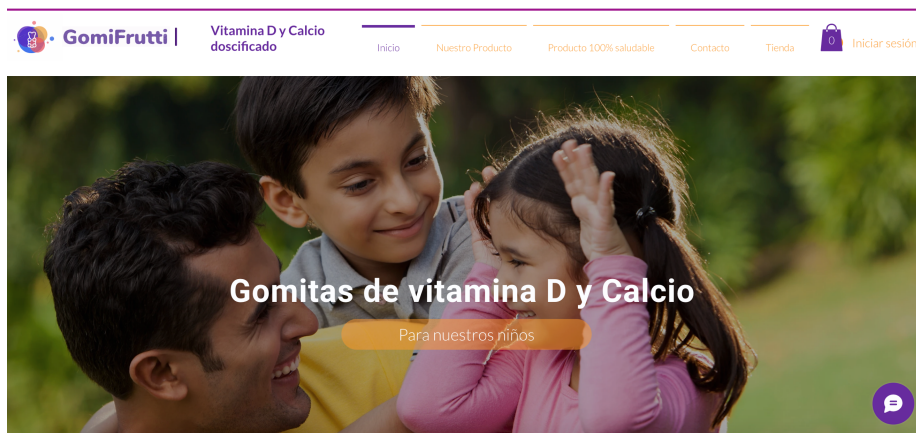 GomiFrutti
Vitamina D y Calcio
doscificado
Inicio
Nuestro Producto
Producto 100% saludable
Contacto
Tienda
0
Iniciar sesión
Gomitas de vitamina D y Calcio
Para nuestros niños